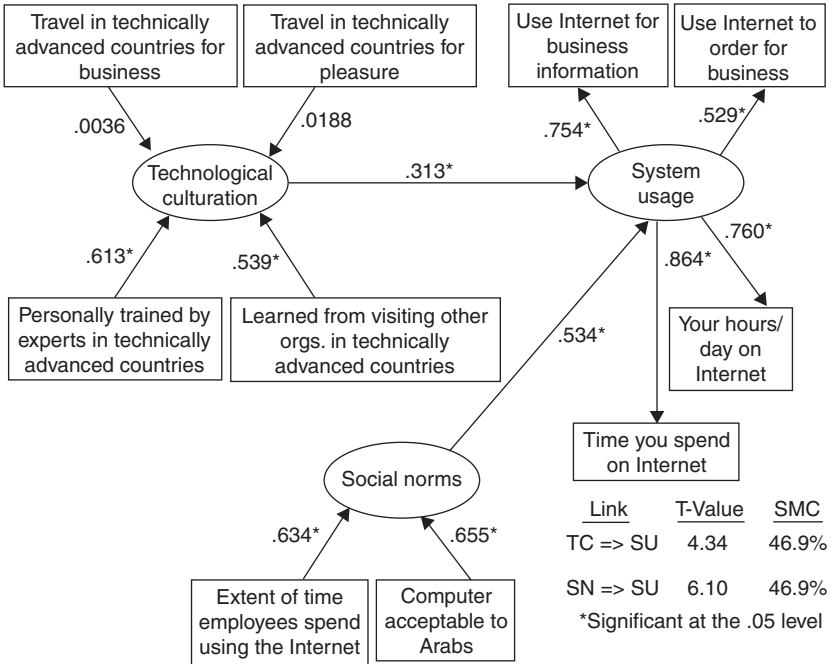 Travel in technically
advanced countries for
business
Travel in technically
advanced countries for
pleasure
Use Internet for
business
information
Use Internet to
order for
business
.0036
.0188
.754*
.529*
Technological
culturation
.313*
System
usage
.613*
.539*
.864*
.760*
Personally trained by
experts in technically
advanced countries
Learned from visiting other
orgs. in technically
advanced countries
.534*
Your hours/
day on
Internet
Time you spend
on Internet
Social norms
.634*
.655*
Extent of time
employees spend
using the Internet
Computer
acceptable to
Arabs
Link T-Value SMC
TC => SU 4.34 46.9%
SN => SU 6.10 46.9%
*Significant at the .05 level